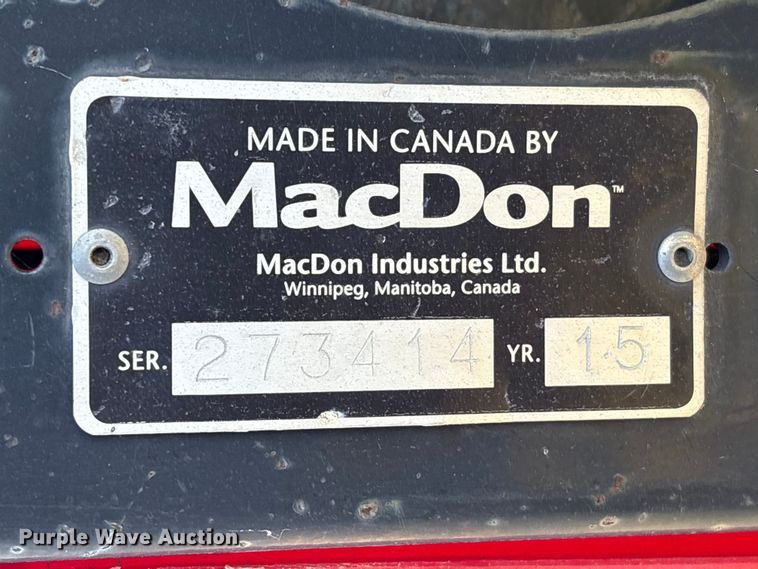 MADE IN CANADA BY
MacDon™
MacDon Industries Ltd.
Winnipeg, Manitoba, Canada
SER. 273414 YR. 15
Purple Wave Auction